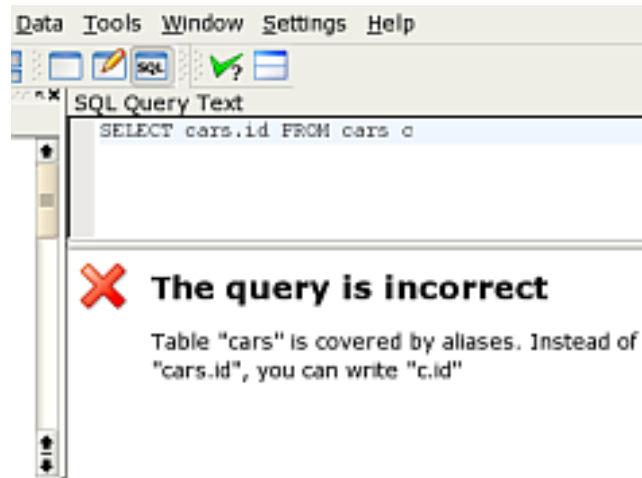 Data Tools Window Settings Help
SQL
SQL Query Text
SELECT cars.id FROM cars c
The query is incorrect
Table "cars" is covered by aliases. Instead of
"cars.id", you can write "c.id"